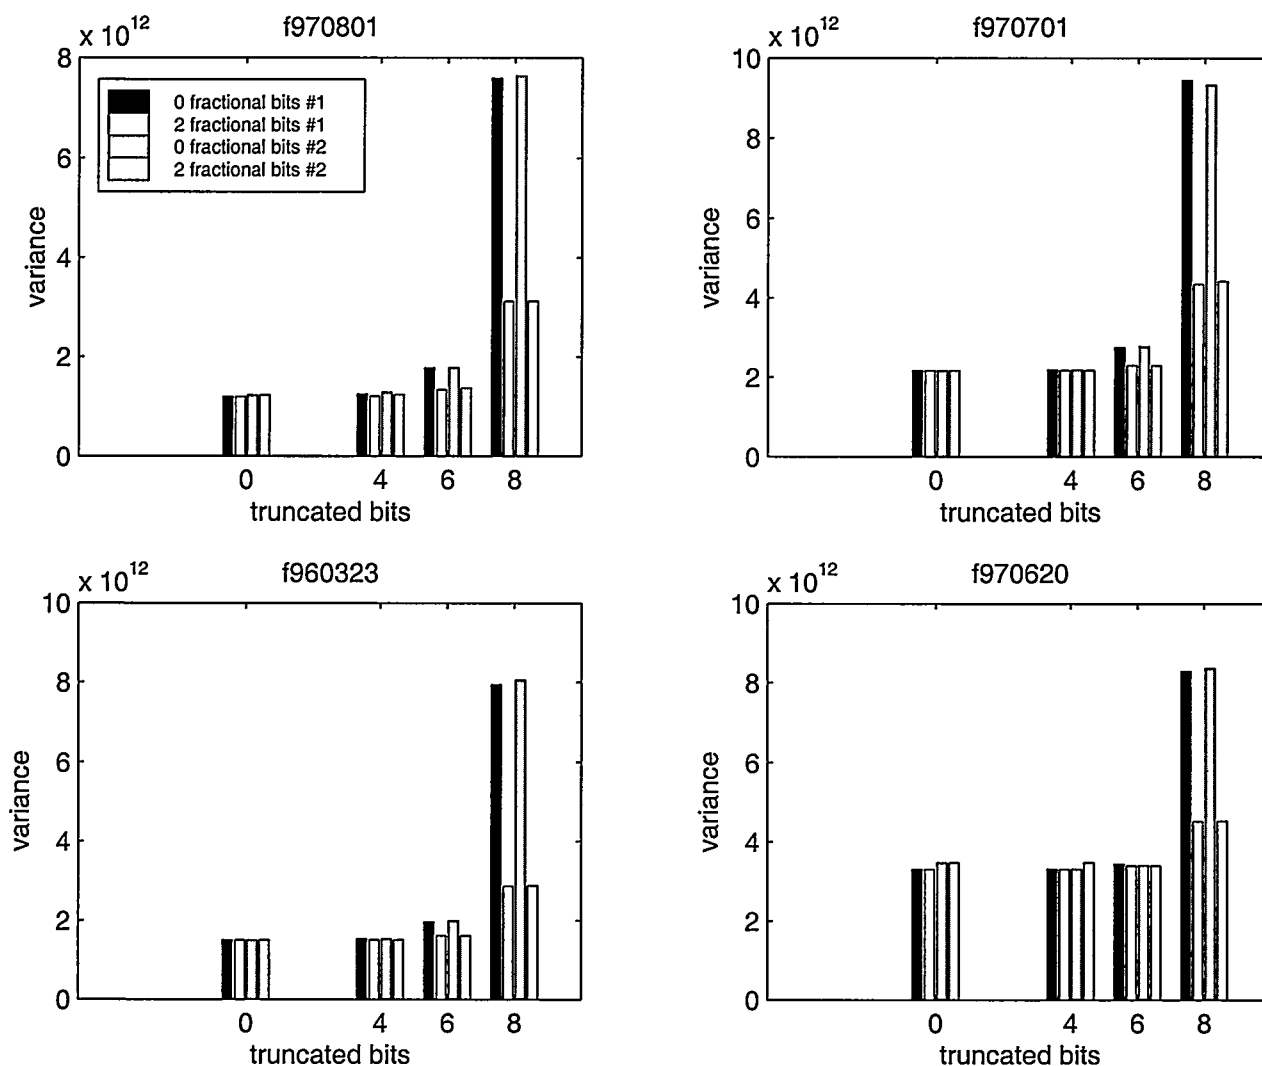 x 10^12
f970801
8
6
4
2
0
variance
0 fractional bits #1
2 fractional bits #1
0 fractional bits #2
2 fractional bits #2
0 4 6 8
truncated bits
x 10^12
f970701
10
8
6
4
2
0
variance
0 4 6 8
truncated bits
x 10^12
f960323
10
8
6
4
2
0
variance
0 4 6 8
truncated bits
x 10^12
f970620
10
8
6
4
2
0
variance
0 4 6 8
truncated bits